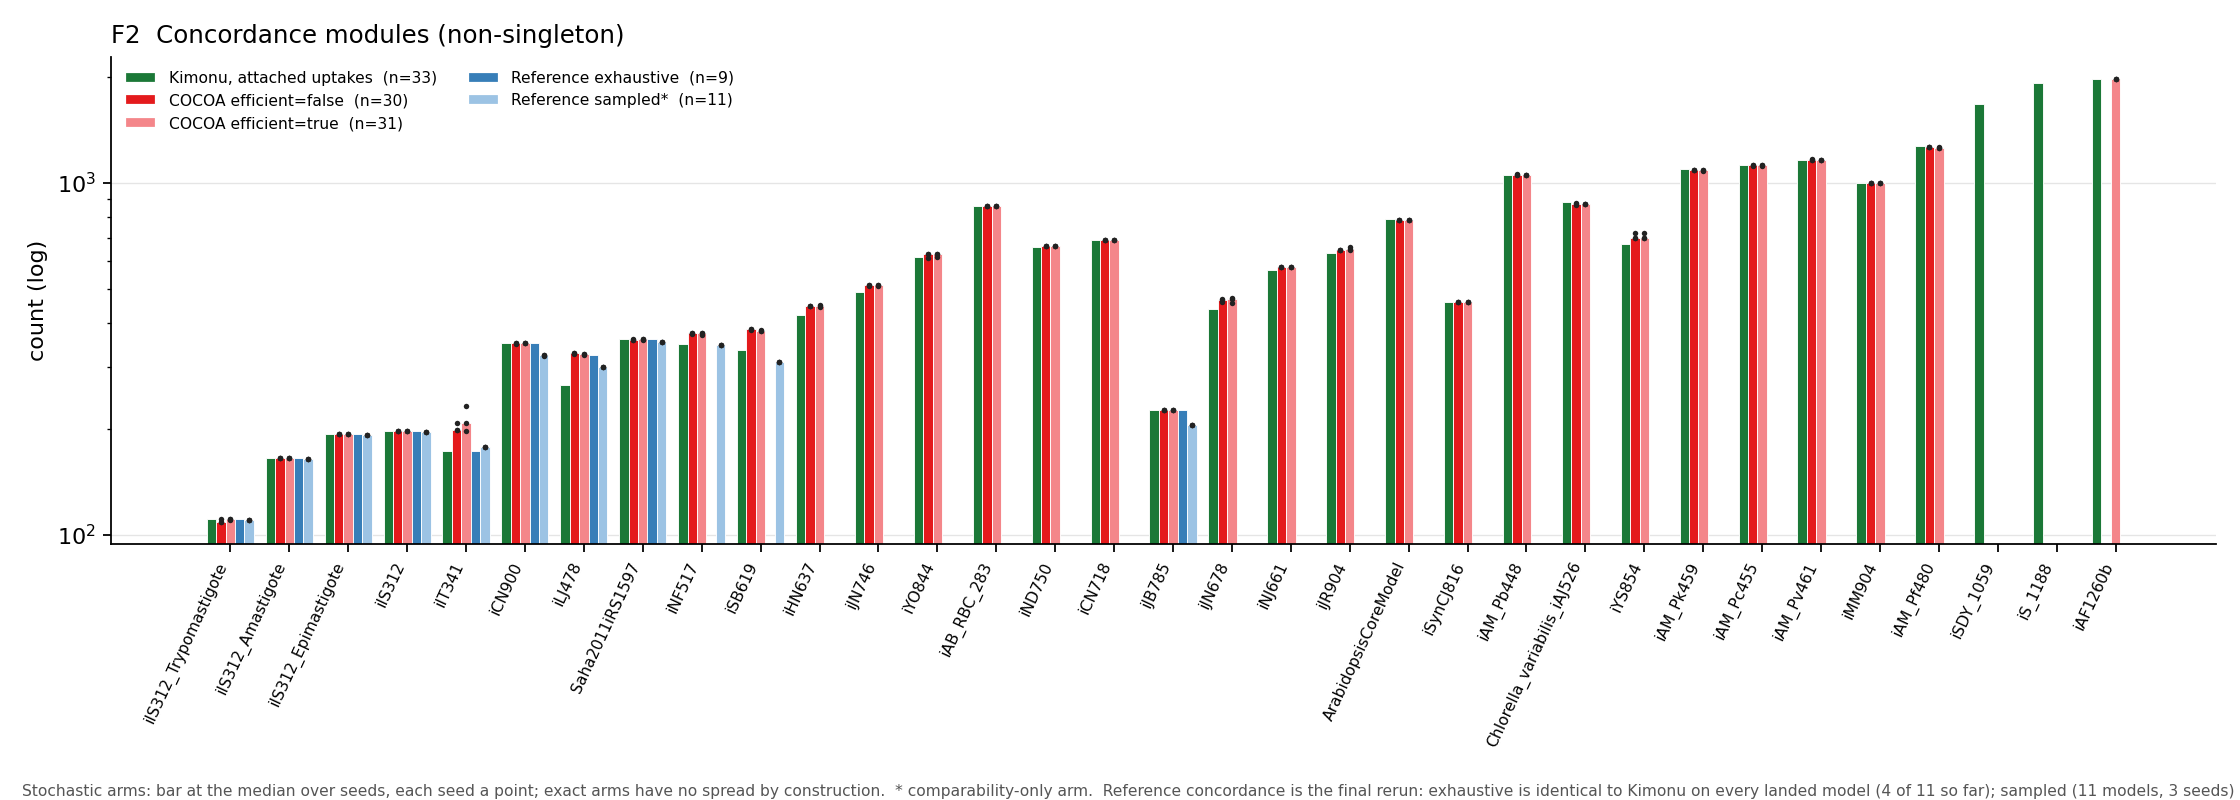 F2  Concordance modules (non-singleton)
Kimonu, attached uptakes  (n=33)
COCOA efficient=false  (n=30)
COCOA efficient=true  (n=31)
Reference exhaustive  (n=9)
Reference sampled*  (n=11)
count (log)
10³
10²
iIS312_Trypomastigote
iIS312_Amastigote
iIS312_Epimastigote
iIS312
iIT341
iCN900
iLJ478
Saha2011iRS1597
iNF517
iSB619
iHN637
iJN746
iYO844
iAB_RBC_283
iND750
iCN718
iJB785
iJN678
iNJ661
iJR904
ArabidopsisCoreModel
iSynCJ816
iAM_Pb448
Chlorella_variabilis_iAJ526
iYS854
iAM_Pk459
iAM_Pc455
iAM_Pv461
iMM904
iAM_Pf480
iSDY_1059
iS_1188
iAF1260b
Stochastic arms: bar at the median over seeds, each seed a point; exact arms have no spread by construction.  * comparability-only arm.  Reference concordance is the final rerun: exhaustive is identical to Kimonu on every landed model (4 of 11 so far); sampled (11 models, 3 seeds)